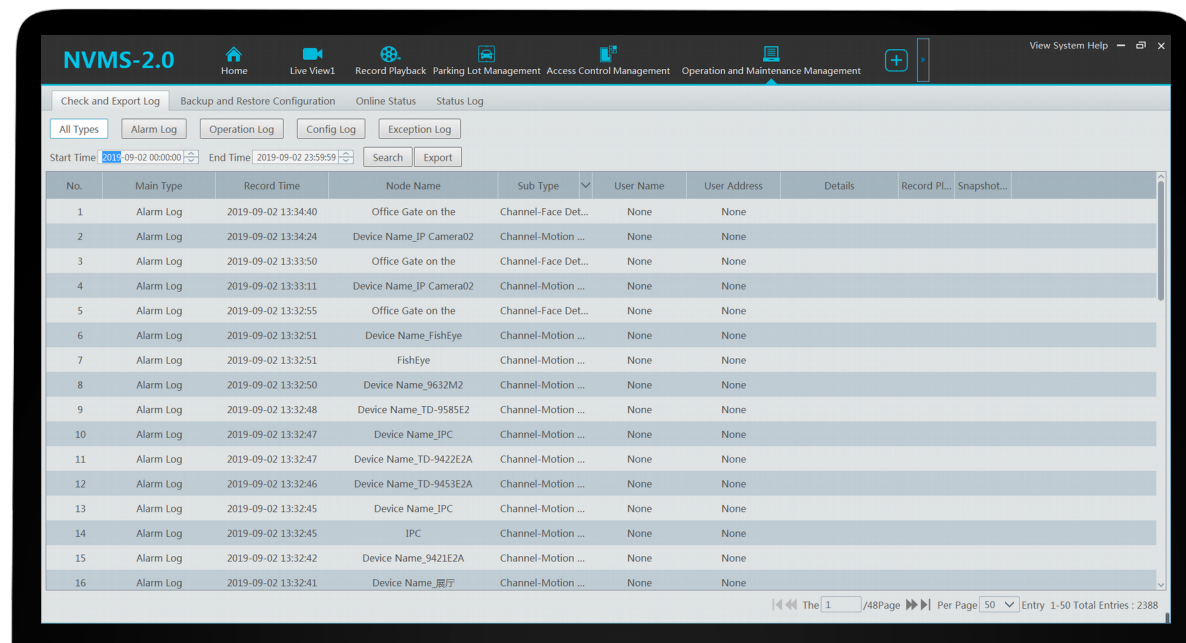 NVMS-2.0
Home Live View1 Record Playback Parking Lot Management Access Control Management Operation and Maintenance Management
View System Help
Check and Export Log Backup and Restore Configuration Online Status Status Log
All Types Alarm Log Operation Log Config Log Exception Log
Start Time 2019-09-02 00:00:00 End Time 2019-09-02 23:59:59 Search Export
No. Main Type Record Time Node Name Sub Type User Name User Address Details Record Pl... Snapshot...
1 Alarm Log 2019-09-02 13:34:40 Office Gate on the Channel-Face Det... None None
2 Alarm Log 2019-09-02 13:34:24 Device Name_IP Camera02 Channel-Motion ... None None
3 Alarm Log 2019-09-02 13:33:50 Office Gate on the Channel-Face Det... None None
4 Alarm Log 2019-09-02 13:33:11 Device Name_IP Camera02 Channel-Motion ... None None
5 Alarm Log 2019-09-02 13:32:55 Office Gate on the Channel-Face Det... None None
6 Alarm Log 2019-09-02 13:32:51 Device Name_FishEye Channel-Motion ... None None
7 Alarm Log 2019-09-02 13:32:51 FishEye Channel-Motion ... None None
8 Alarm Log 2019-09-02 13:32:50 Device Name_9632M2 Channel-Motion ... None None
9 Alarm Log 2019-09-02 13:32:48 Device Name_TD-9585E2 Channel-Motion ... None None
10 Alarm Log 2019-09-02 13:32:47 Device Name_IPC Channel-Motion ... None None
11 Alarm Log 2019-09-02 13:32:47 Device Name_TD-9422E2A Channel-Motion ... None None
12 Alarm Log 2019-09-02 13:32:46 Device Name_TD-9453E2A Channel-Motion ... None None
13 Alarm Log 2019-09-02 13:32:45 Device Name_IPC Channel-Motion ... None None
14 Alarm Log 2019-09-02 13:32:45 IPC Channel-Motion ... None None
15 Alarm Log 2019-09-02 13:32:42 Device Name_9421E2A Channel-Motion ... None None
16 Alarm Log 2019-09-02 13:32:41 Device Name_展厅 Channel-Motion ... None None
The 1 /48Page Per Page 50 Entry 1-50 Total Entries : 2388